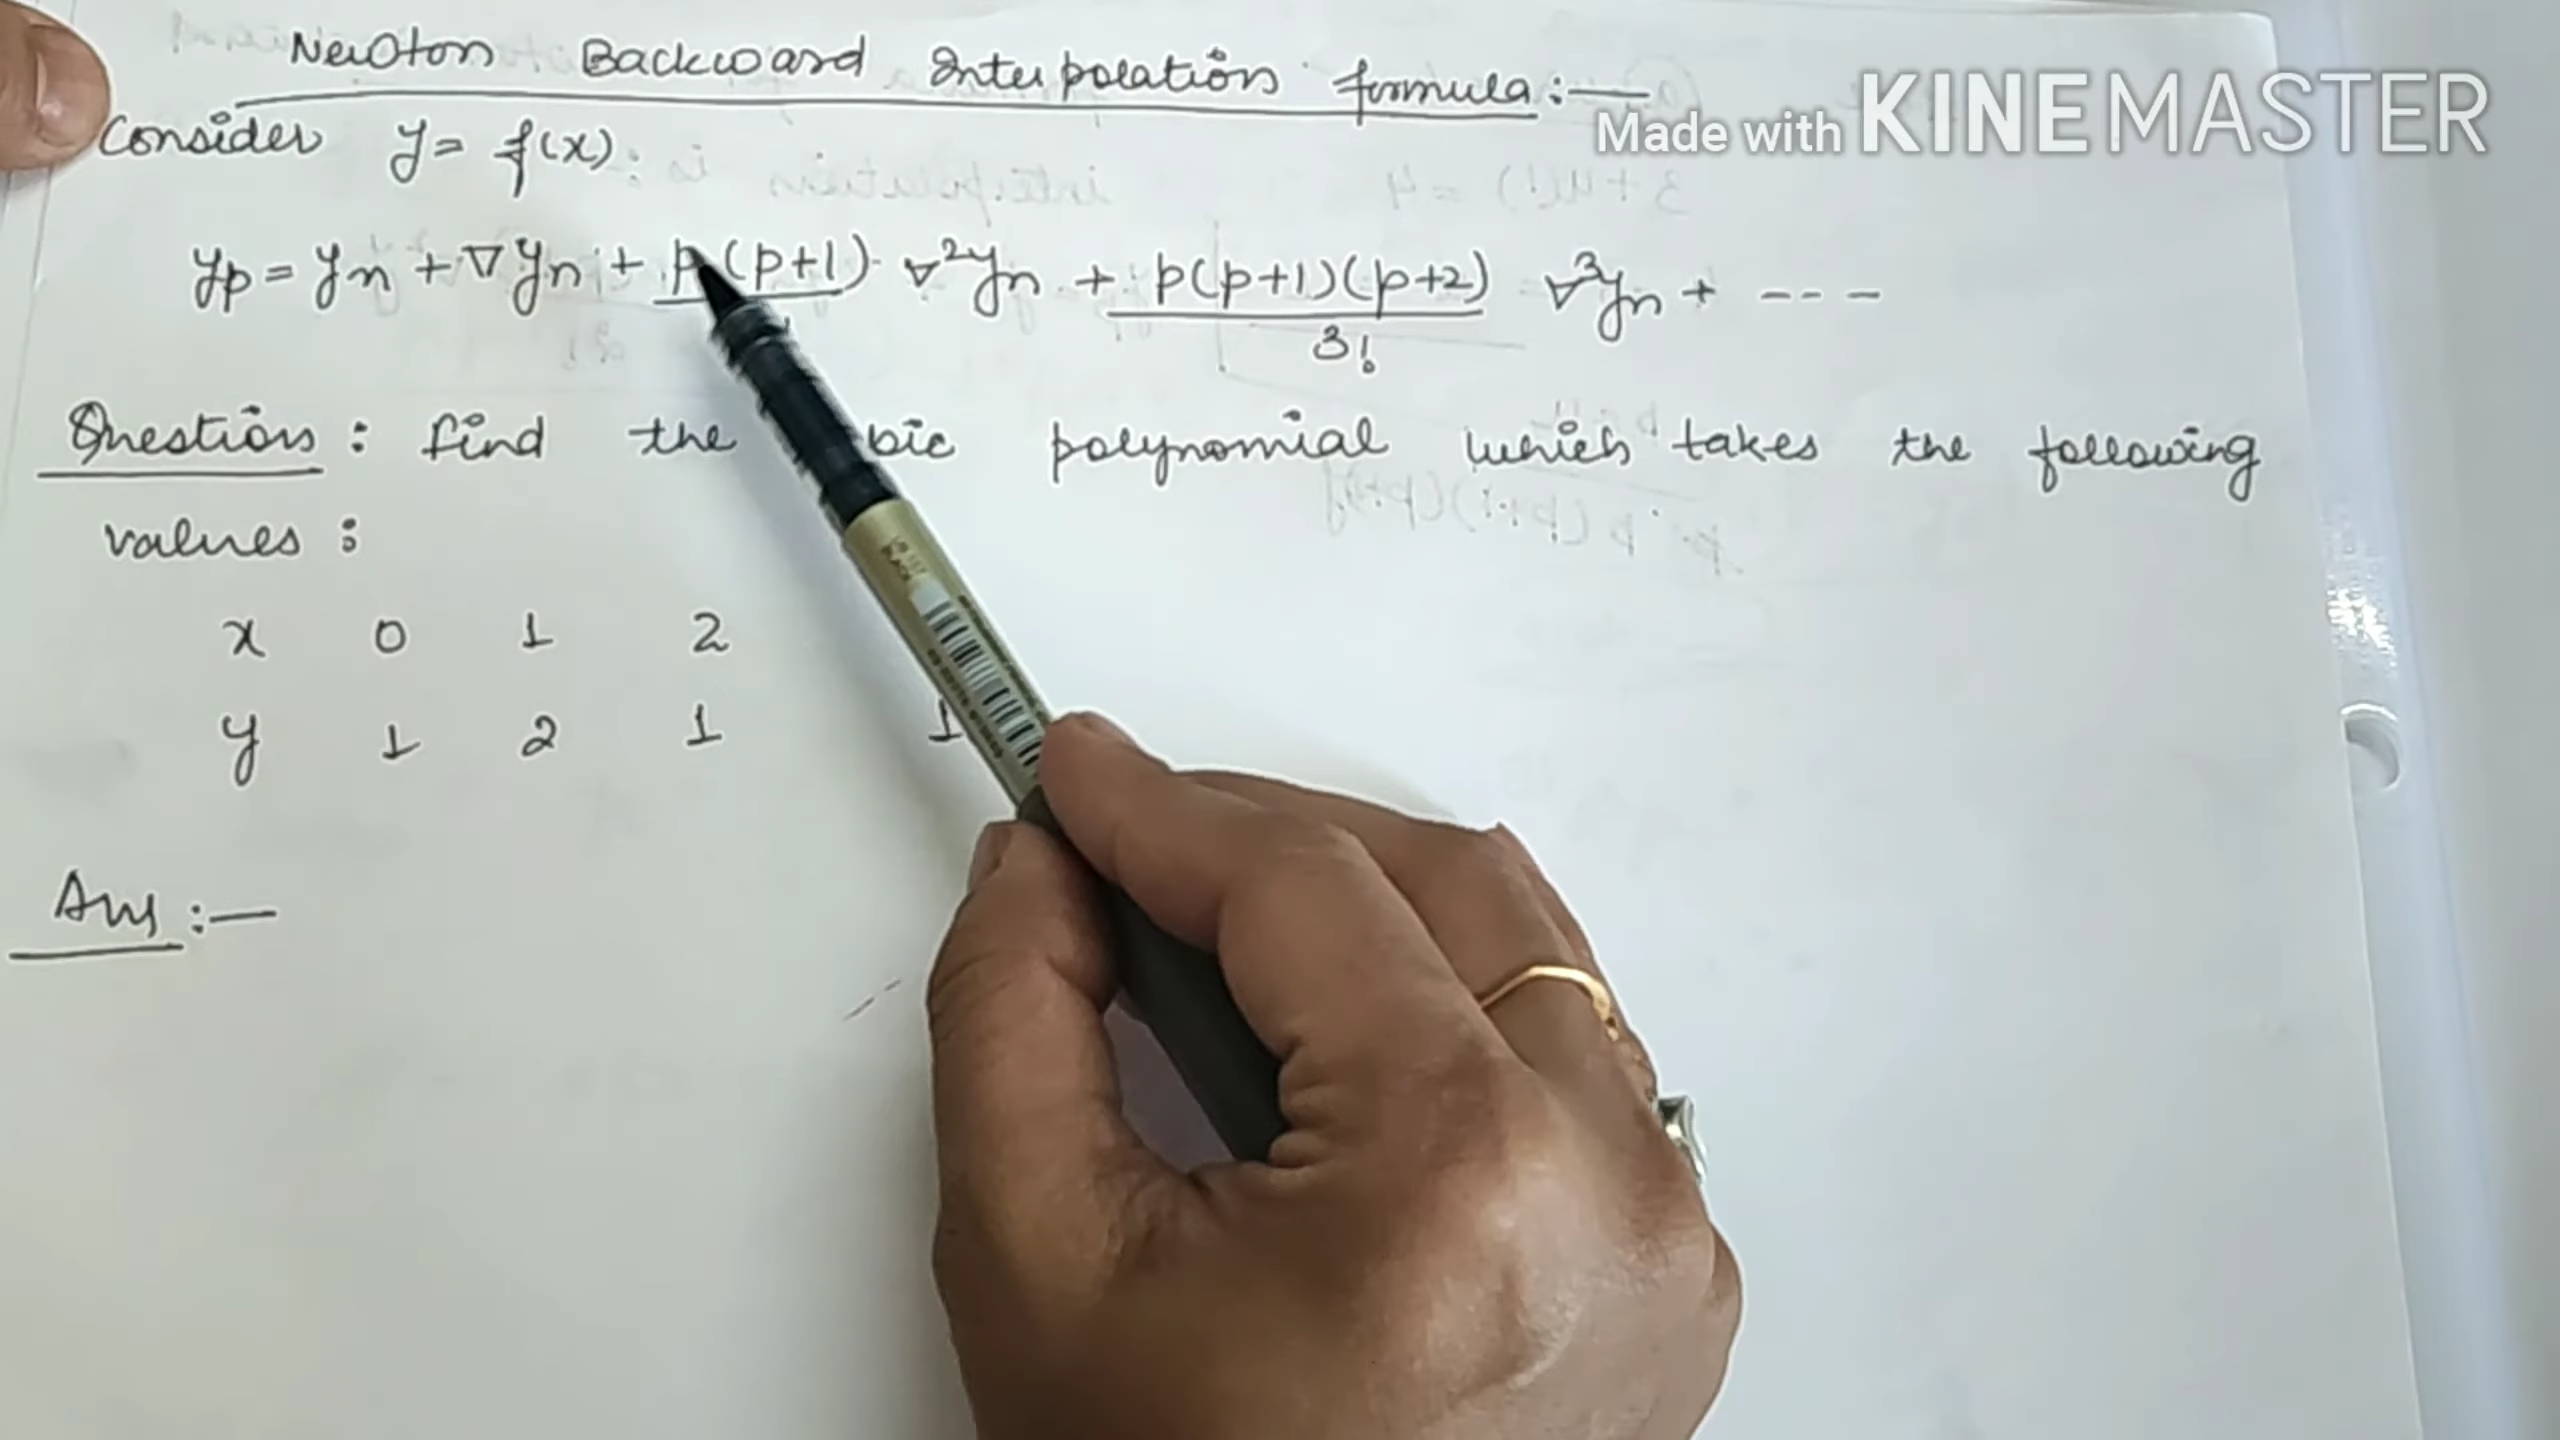 Newton Backward Interpolation formula:—
Made with KINEMASTER
Consider y = f(x):
yp = yn + ∇yn + p(p+1) ∇²yn + p(p+1)(p+2) ∇³yn + ---
3!
Question: find the bic polynomial which takes the following
values:
x 0 1 2
y 1 2 1 1
Ans:—